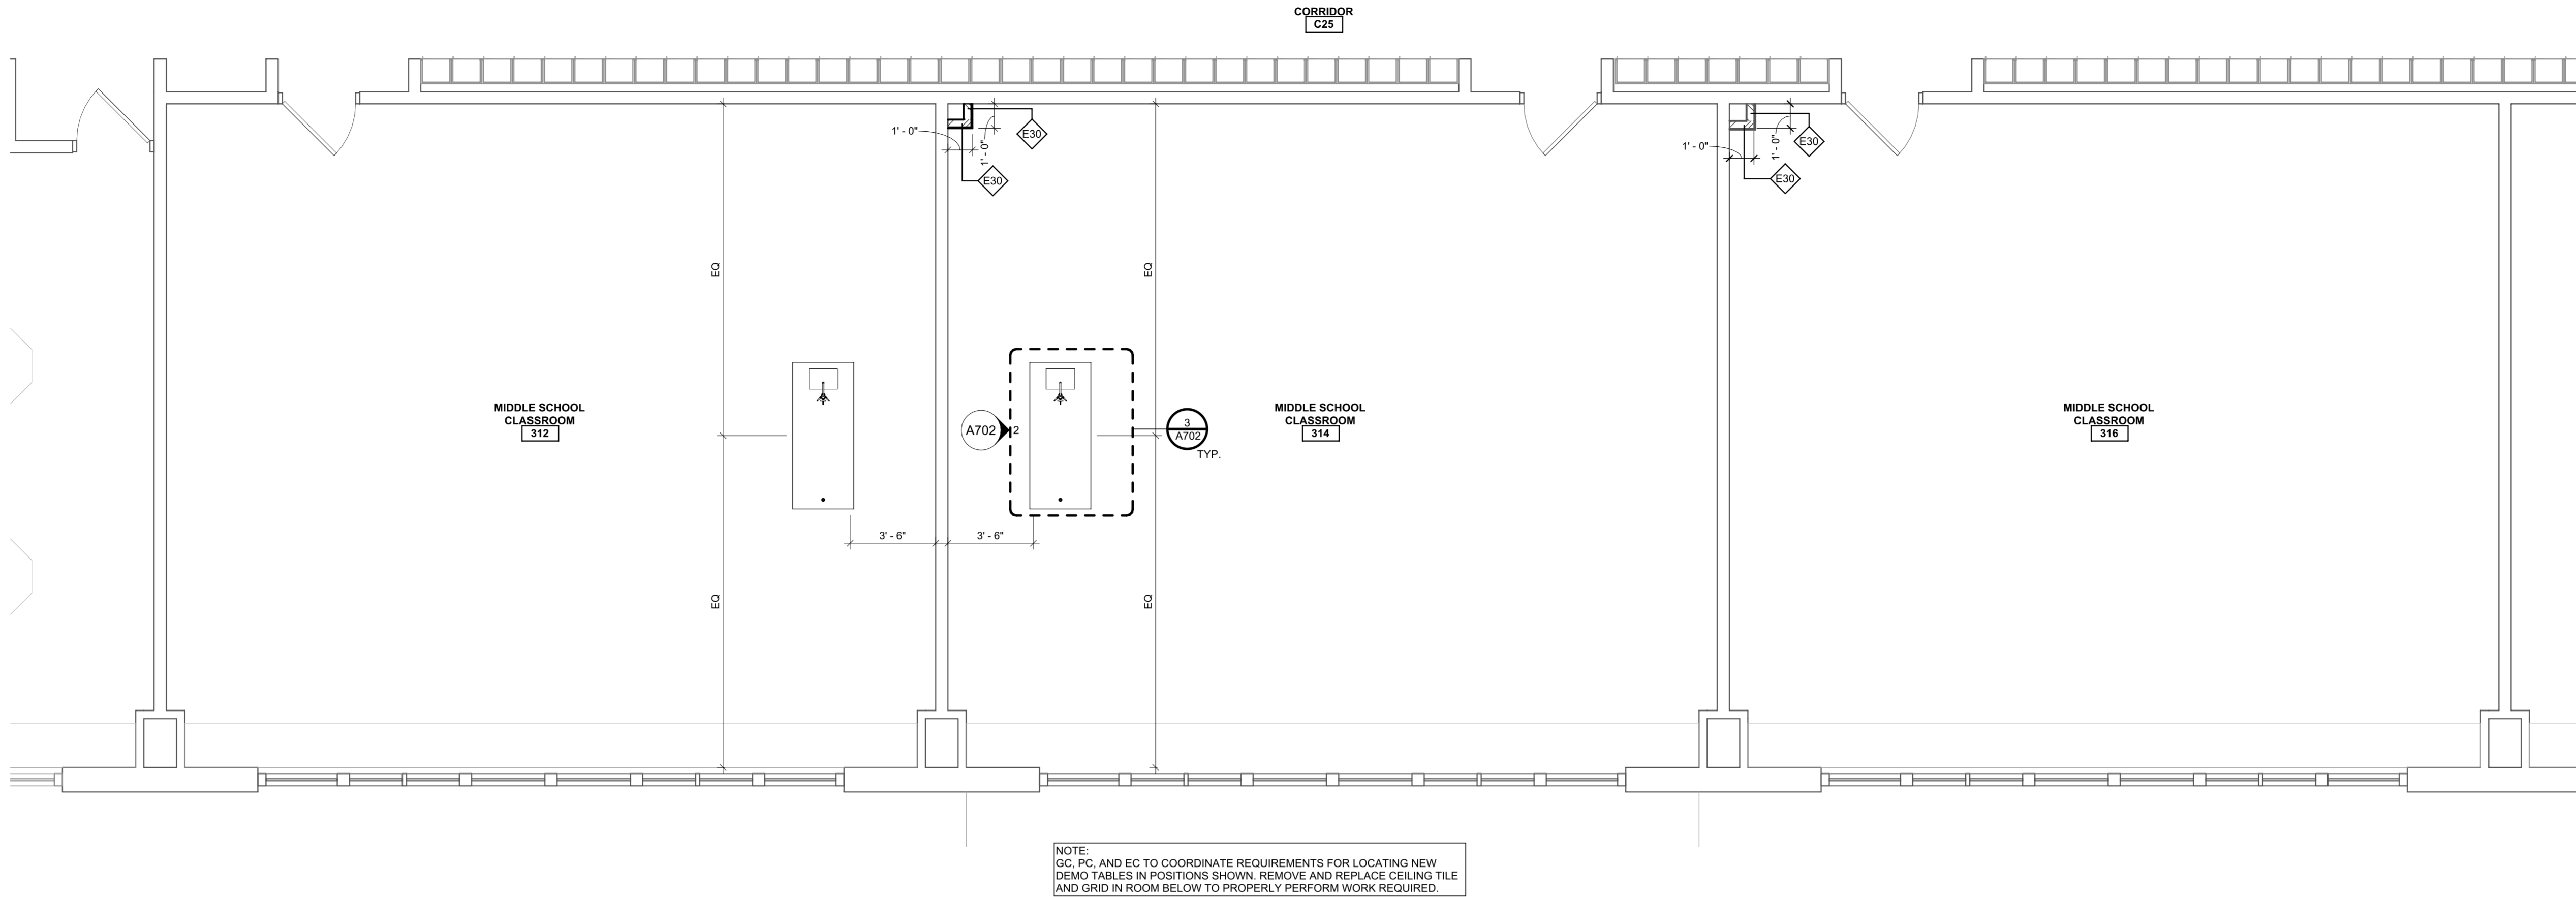 CORRIDOR
C25
1' - 0"
1' - 0"
E30
E30
1' - 0"
1' - 0"
E30
E30
EQ
EQ
MIDDLE SCHOOL
CLASSROOM
312
A702
2
3
A702
TYP.
MIDDLE SCHOOL
CLASSROOM
314
MIDDLE SCHOOL
CLASSROOM
316
3' - 6"
3' - 6"
EQ
EQ
NOTE:
GC, PC, AND EC TO COORDINATE REQUIREMENTS FOR LOCATING NEW
DEMO TABLES IN POSITIONS SHOWN. REMOVE AND REPLACE CEILING TILE
AND GRID IN ROOM BELOW TO PROPERLY PERFORM WORK REQUIRED.